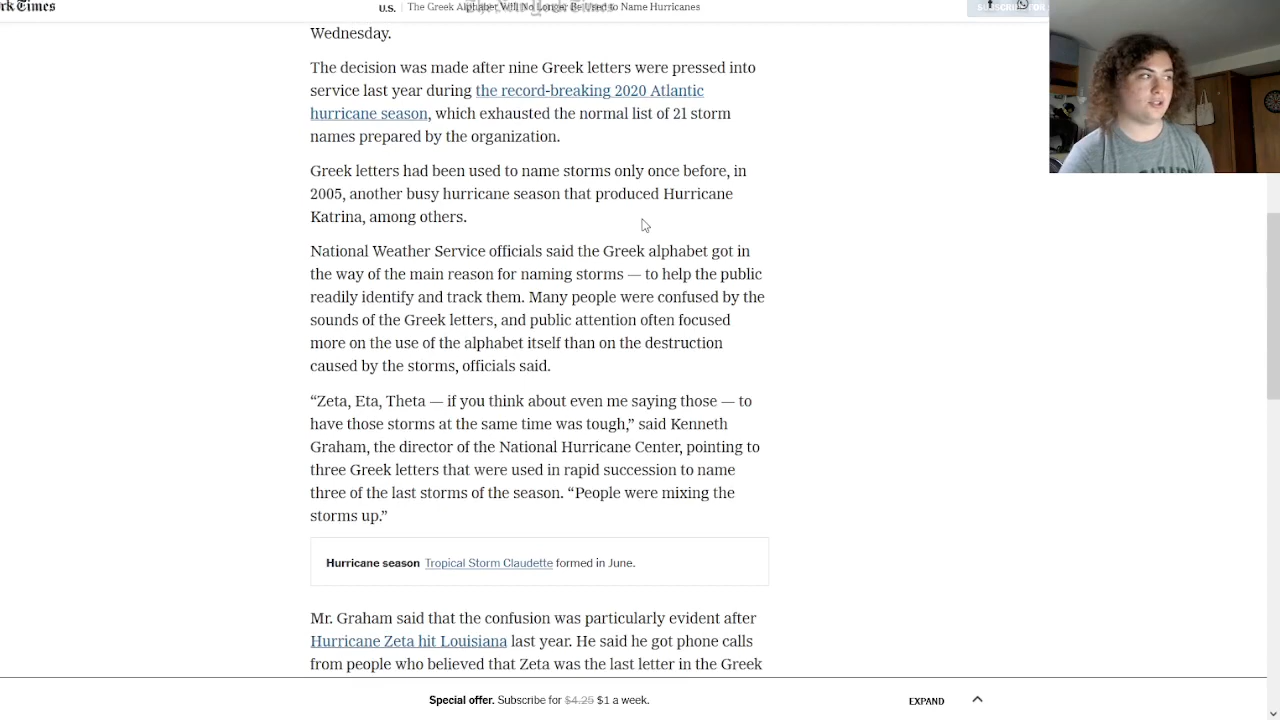 rk Times
U.S. | The Greek Alphabet Will No Longer Be Used to Name Hurricanes
SUBSCRIBE FOR
Wednesday.
The decision was made after nine Greek letters were pressed into
service last year during the record-breaking 2020 Atlantic
hurricane season, which exhausted the normal list of 21 storm
names prepared by the organization.
Greek letters had been used to name storms only once before, in
2005, another busy hurricane season that produced Hurricane
Katrina, among others.
National Weather Service officials said the Greek alphabet got in
the way of the main reason for naming storms — to help the public
readily identify and track them. Many people were confused by the
sounds of the Greek letters, and public attention often focused
more on the use of the alphabet itself than on the destruction
caused by the storms, officials said.
“Zeta, Eta, Theta — if you think about even me saying those — to
have those storms at the same time was tough,” said Kenneth
Graham, the director of the National Hurricane Center, pointing to
three Greek letters that were used in rapid succession to name
three of the last storms of the season. “People were mixing the
storms up.”
Hurricane season Tropical Storm Claudette formed in June.
Mr. Graham said that the confusion was particularly evident after
Hurricane Zeta hit Louisiana last year. He said he got phone calls
from people who believed that Zeta was the last letter in the Greek
Special offer. Subscribe for $4.25 $1 a week.
EXPAND